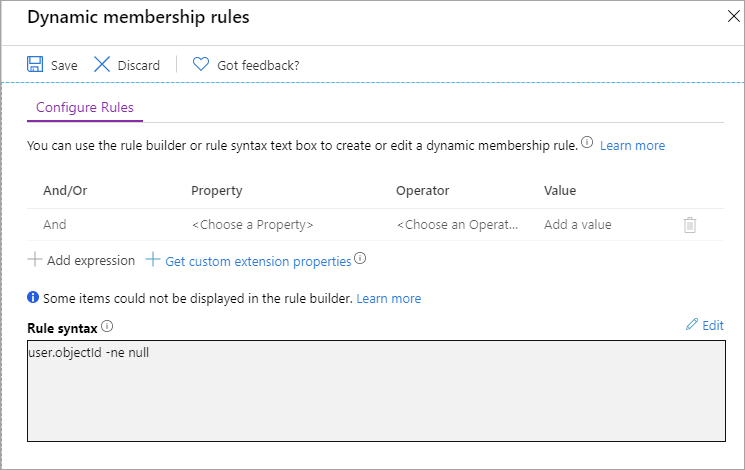 Dynamic membership rules
Save Discard Got feedback?
Configure Rules
You can use the rule builder or rule syntax text box to create or edit a dynamic membership rule. Learn more
And/Or Property Operator Value
And <Choose a Property> <Choose an Operat... Add a value
Add expression Get custom extension properties
Some items could not be displayed in the rule builder. Learn more
Rule syntax Edit
user.objectId -ne null